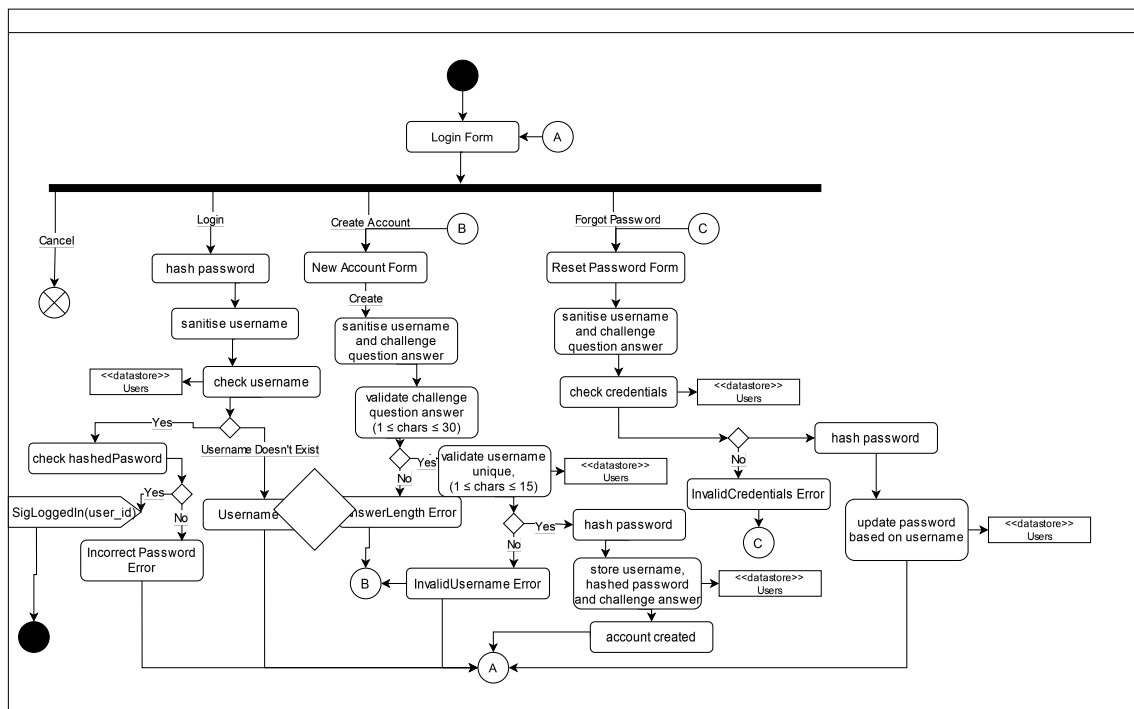 Login Form
A
Login
Create Account
B
Forgot Password
C
Cancel
hash password
New Account Form
Reset Password Form
Create
sanitise username
sanitise username
and challenge
question answer
sanitise username
and challenge
question answer
<<datastore>>
Users
check username
check credentials
<<datastore>>
Users
validate challenge
question answer
(1 ≤ chars ≤ 30)
Yes
Username Doesn't Exist
check hashedPasword
Yes
validate username
unique,
(1 ≤ chars ≤ 15)
<<datastore>>
Users
hash password
No
No
InvalidCredentials Error
Yes
SigLoggedIn(user_id)
No
Username
nswerLength Error
Yes
hash password
No
C
update password
based on username
<<datastore>>
Users
Incorrect Password
Error
B
InvalidUsername Error
store username,
hashed password
and challenge answer
<<datastore>>
Users
account created
A